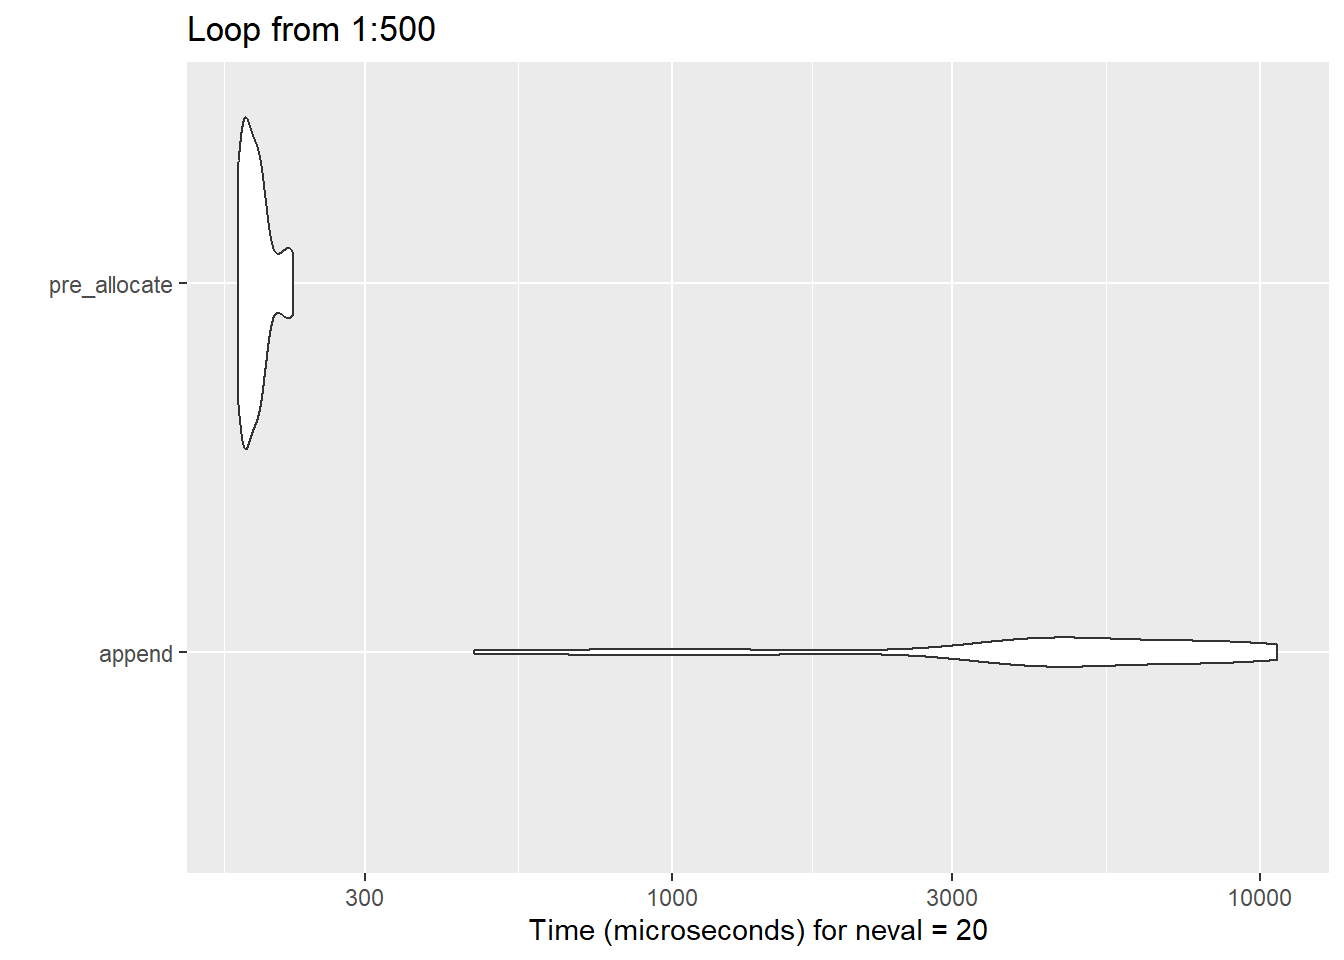 Loop from 1:500
pre_allocate
append
300
1000
3000
10000
Time (microseconds) for neval = 20